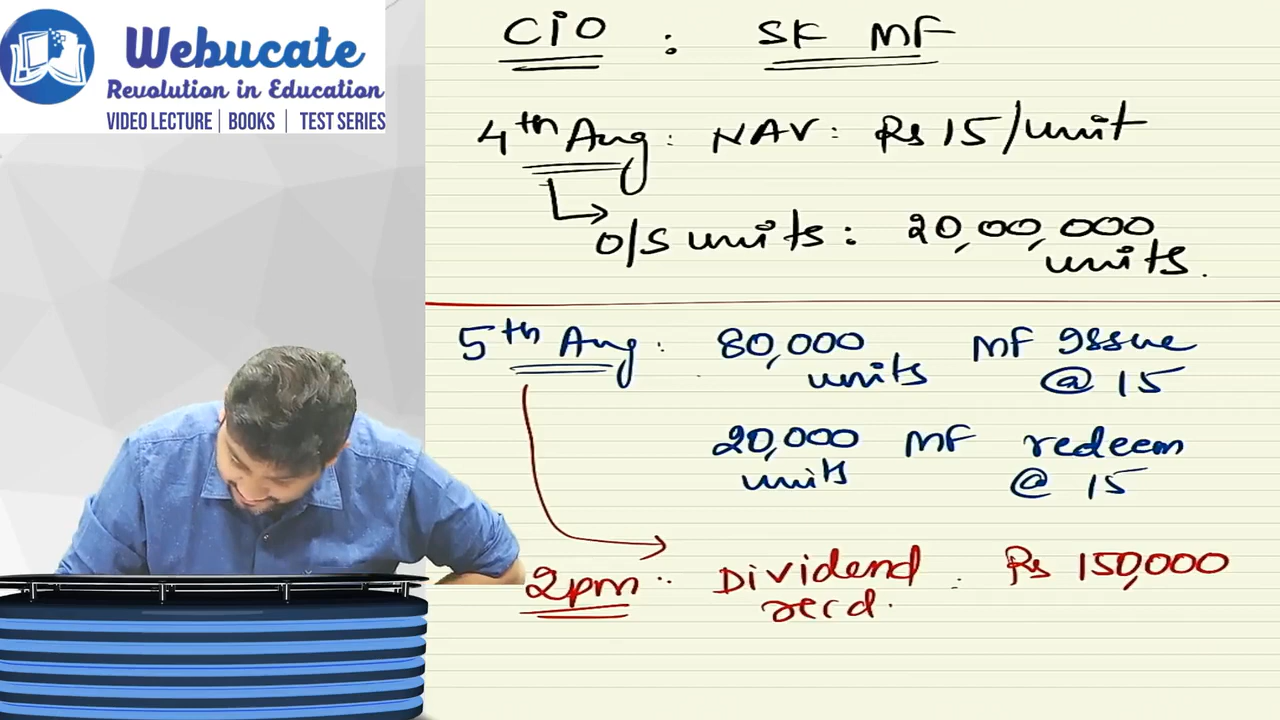 Webucate
Revolution in Education
VIDEO LECTURE | BOOKS | TEST SERIES
CiO : SK MF
4th Aug : NAV : Rs 15/unit
O/S units : 20,00,000
units.
5th Aug : 80,000 MF Issue
units @ 15
20,000 MF redeem
units @ 15
2pm : Dividend : Rs 150,000
recd.